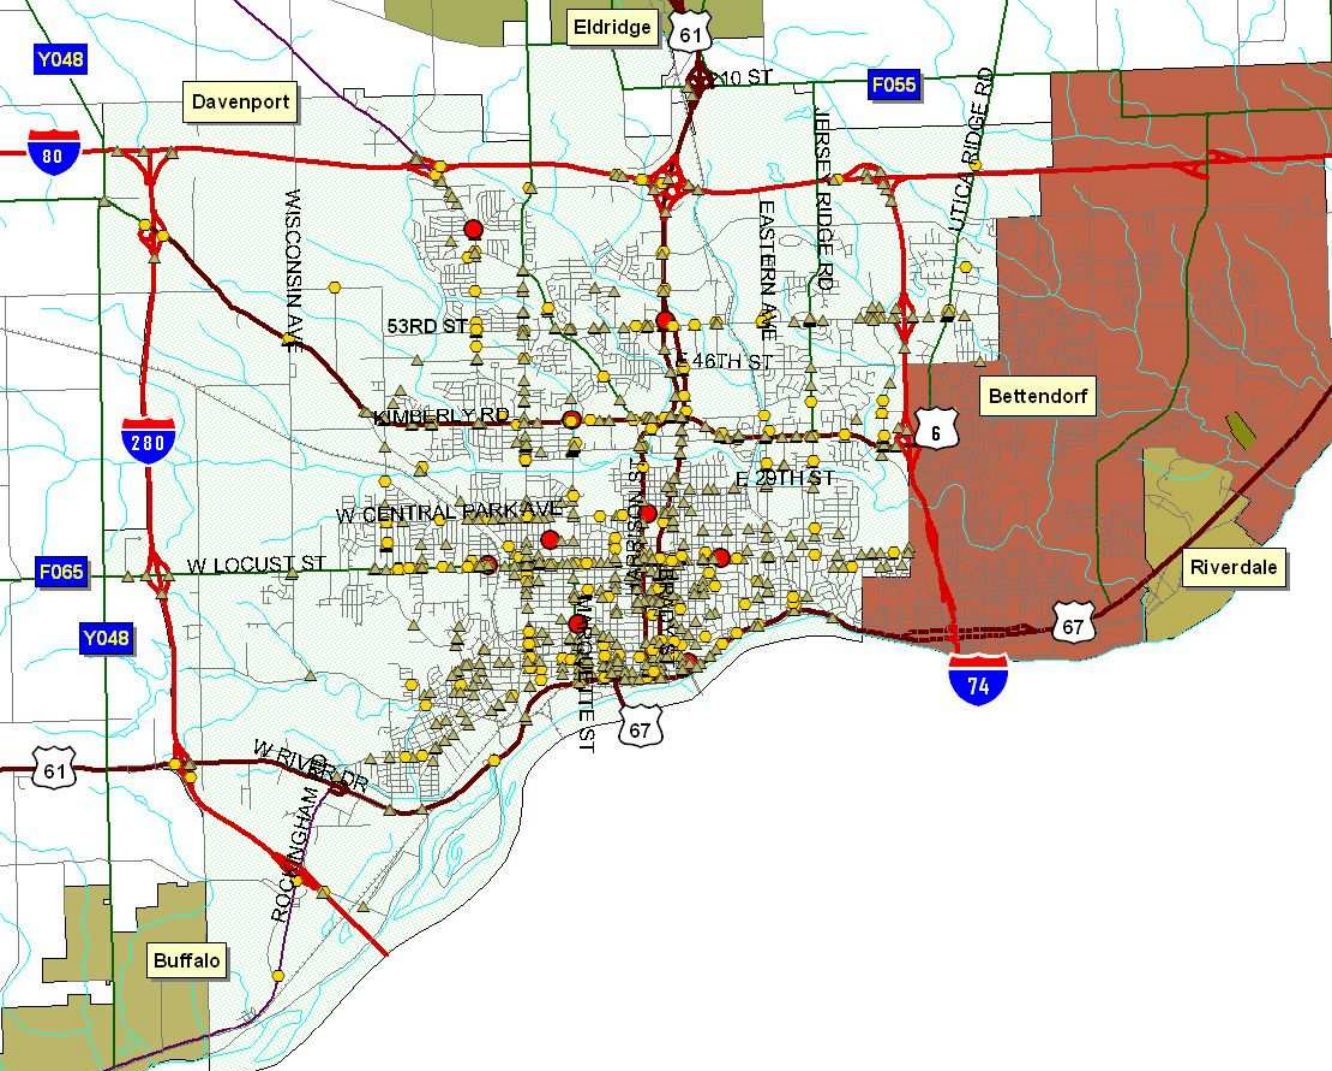 Eldridge
61
Y048
210 ST
F055
Davenport
80
UTICA RIDGE RD
JERSEY RIDGE RD
WISCONSIN AVE
EASTERN AVE
53RD ST
E 46TH ST
Bettendorf
KIMBERLY RD
6
280
E 29TH ST
W CENTRAL PARK AVE
W LOCUST ST
F065
Riverdale
HARRISON ST
BRADY ST
MARQUETTE ST
67
Y048
74
67
W RIVER DR
61
ROCKINGHAM
Buffalo